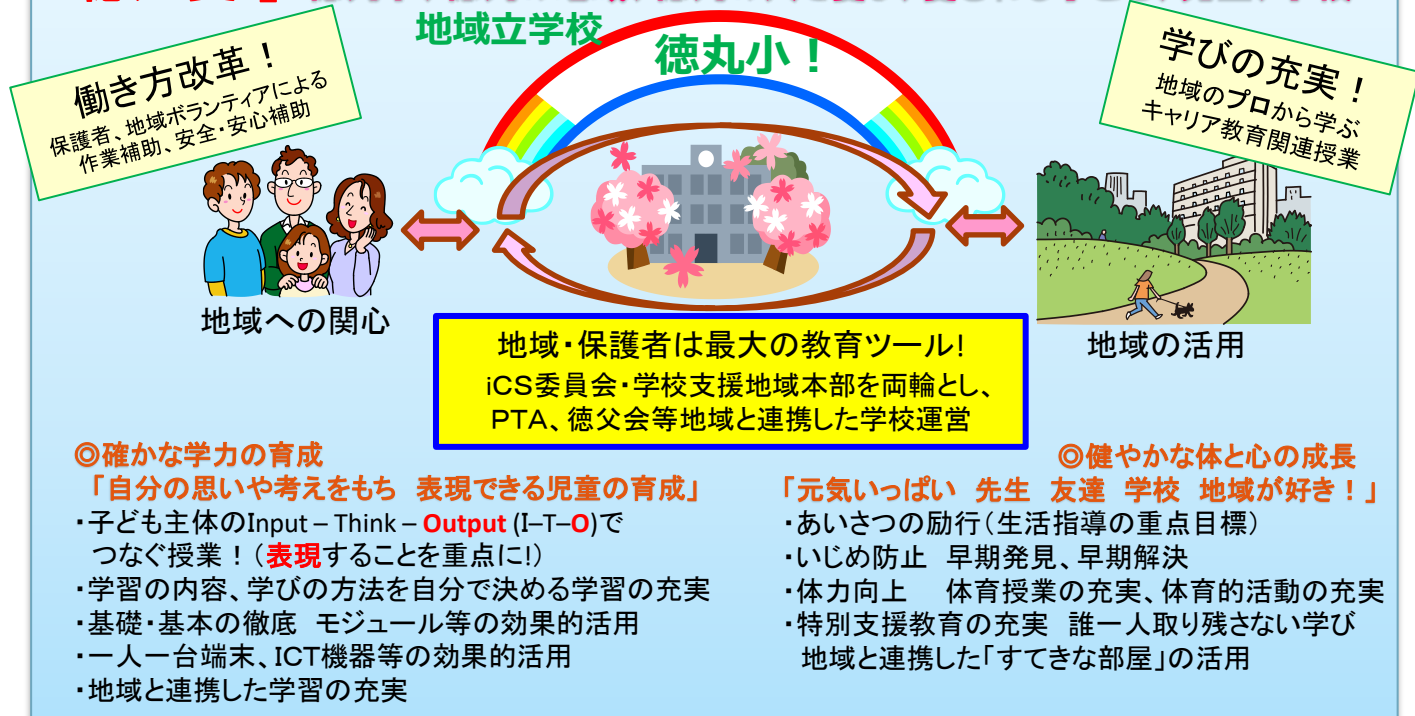 地域立学校
徳丸小！
働き方改革！
保護者、地域ボランティアによる
作業補助、安全・安心補助
学びの充実！
地域のプロから学ぶ
キャリア教育関連授業
地域への関心
地域の活用
地域・保護者は最大の教育ツール!
iCS委員会・学校支援地域本部を両輪とし、
PTA、徳父会等地域と連携した学校運営
◎確かな学力の育成
「自分の思いや考えをもち 表現できる児童の育成」
・子ども主体のInput – Think – Output (I–T–O)で
つなぐ授業！（表現することを重点に!）
・学習の内容、学びの方法を自分で決める学習の充実
・基礎・基本の徹底 モジュール等の効果的活用
・一人一台端末、ICT機器等の効果的活用
・地域と連携した学習の充実
◎健やかな体と心の成長
「元気いっぱい 先生 友達 学校 地域が好き！」
・あいさつの励行（生活指導の重点目標）
・いじめ防止 早期発見、早期解決
・体力向上 体育授業の充実、体育的活動の充実
・特別支援教育の充実 誰一人取り残さない学び
地域と連携した「すてきな部屋」の活用